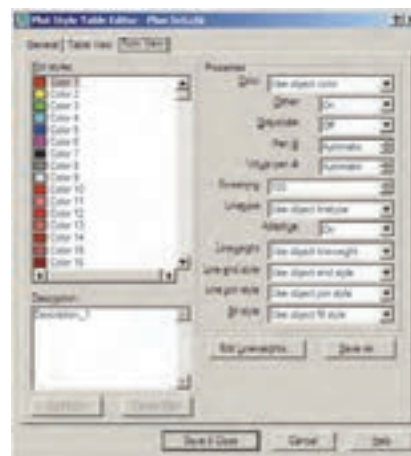 Plot Style Table Editor -
General
Table View
Form View
Plot styles:
Color 1
Color 2
Color 3
Color 4
Color 5
Color 6
Color 7
Color 8
Color 9
Color 10
Color 11
Color 12
Color 13
Color 14
Color 15
Color 16
Description:
Properties
Color:
Use object color
Dither:
On
Grayscale:
Off
Pen #:
Automatic
Virtual pen #:
Automatic
Screening:
100
Linetype:
Use object linetype
Adaptive:
On
Lineweight:
Use object lineweight
Line end style:
Use object end style
Line join style:
Use object join style
Fill style:
Use object fill style
Edit Lineweights...
Save As...
Save & Close
Cancel
Help